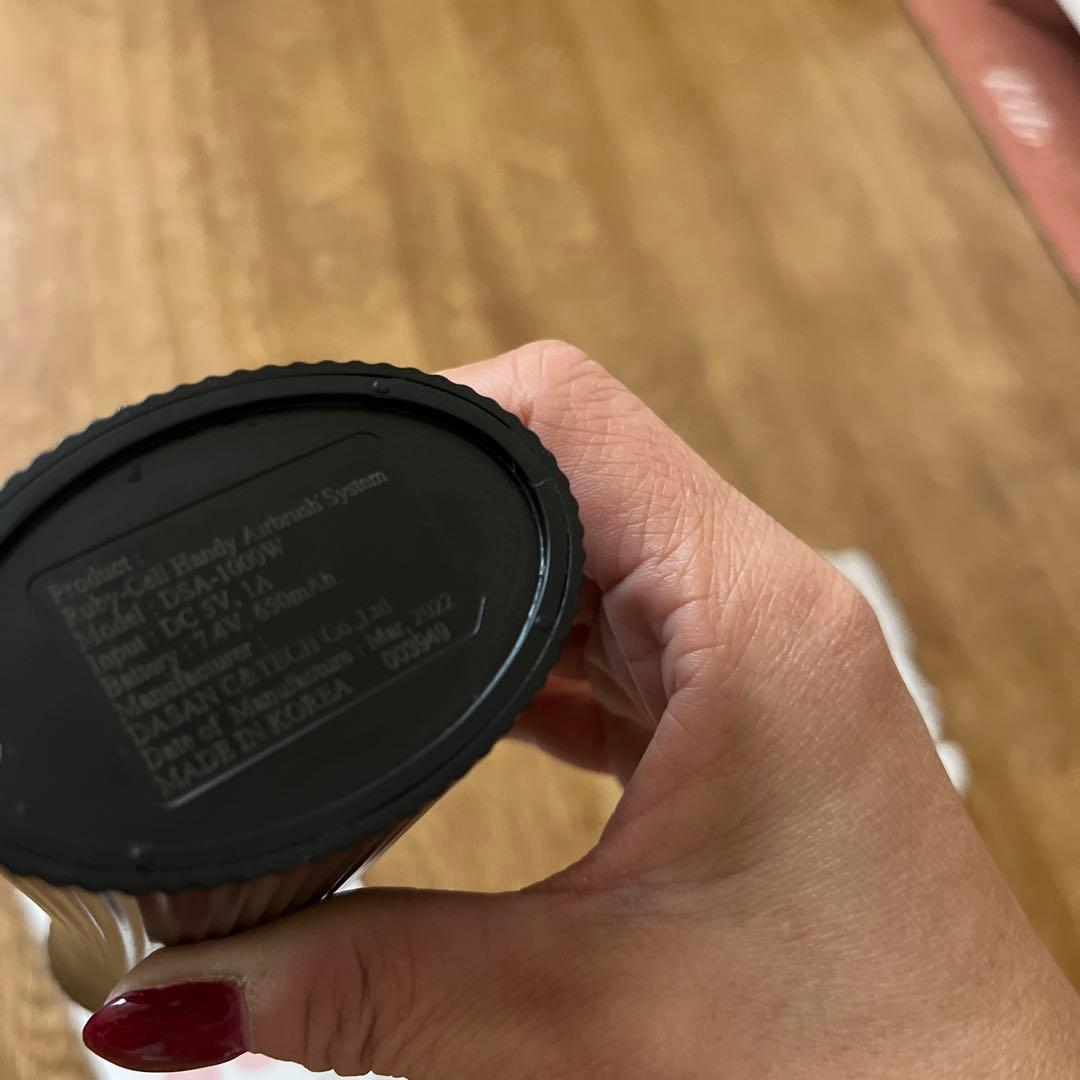 Product :
Ruby-Cell Handy Airbrush System
Model : DSA-1000W
Input : DC 5V, 1A
Battery : 7.4V, 650mAh
Manufacturer :
DASAN C&TECH Co.,Ltd.
Date of Manufacture : Mar, 2022
MADE IN KOREA 003949